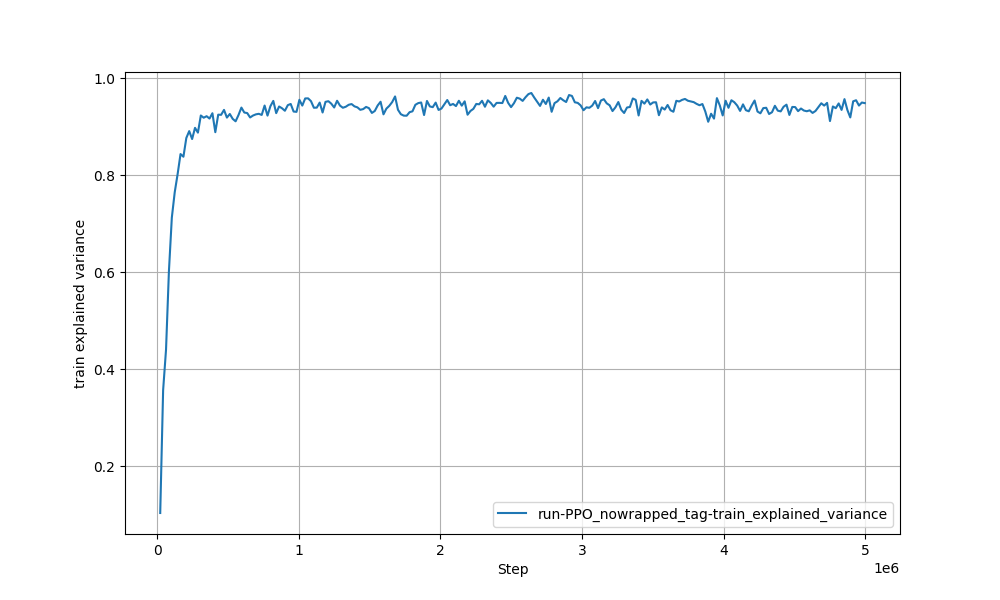 1.0
0.8
0.6
0.4
0.2
train explained variance
run-PPO_nowrapped_tag-train_explained_variance
0 1 2 3 4 5
Step
1e6